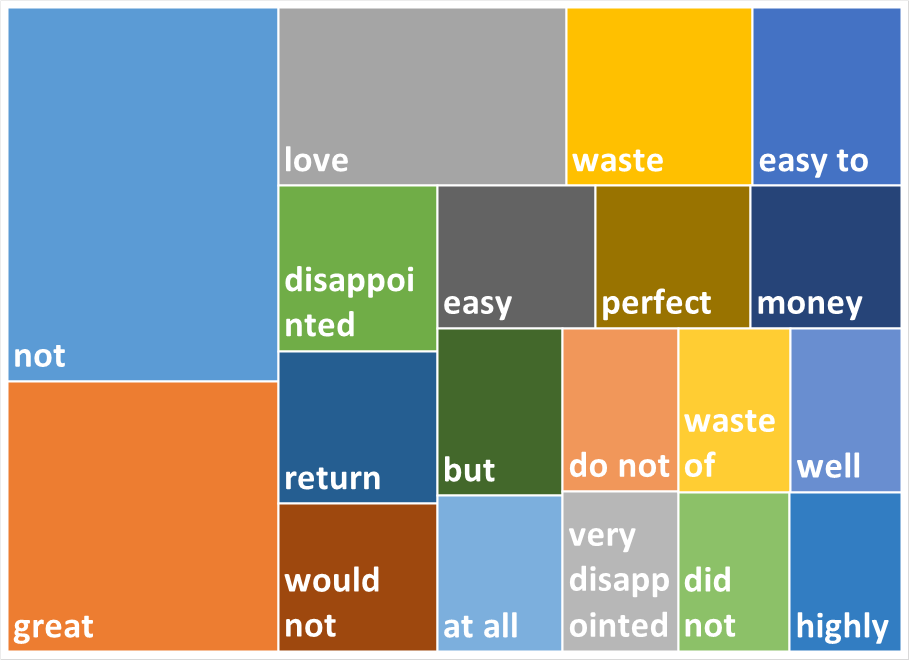 not
great
love
waste
easy to
disappoi
nted
easy
perfect
money
return
but
do not
waste
of
well
would
not
at all
very
disapp
ointed
did
not
highly